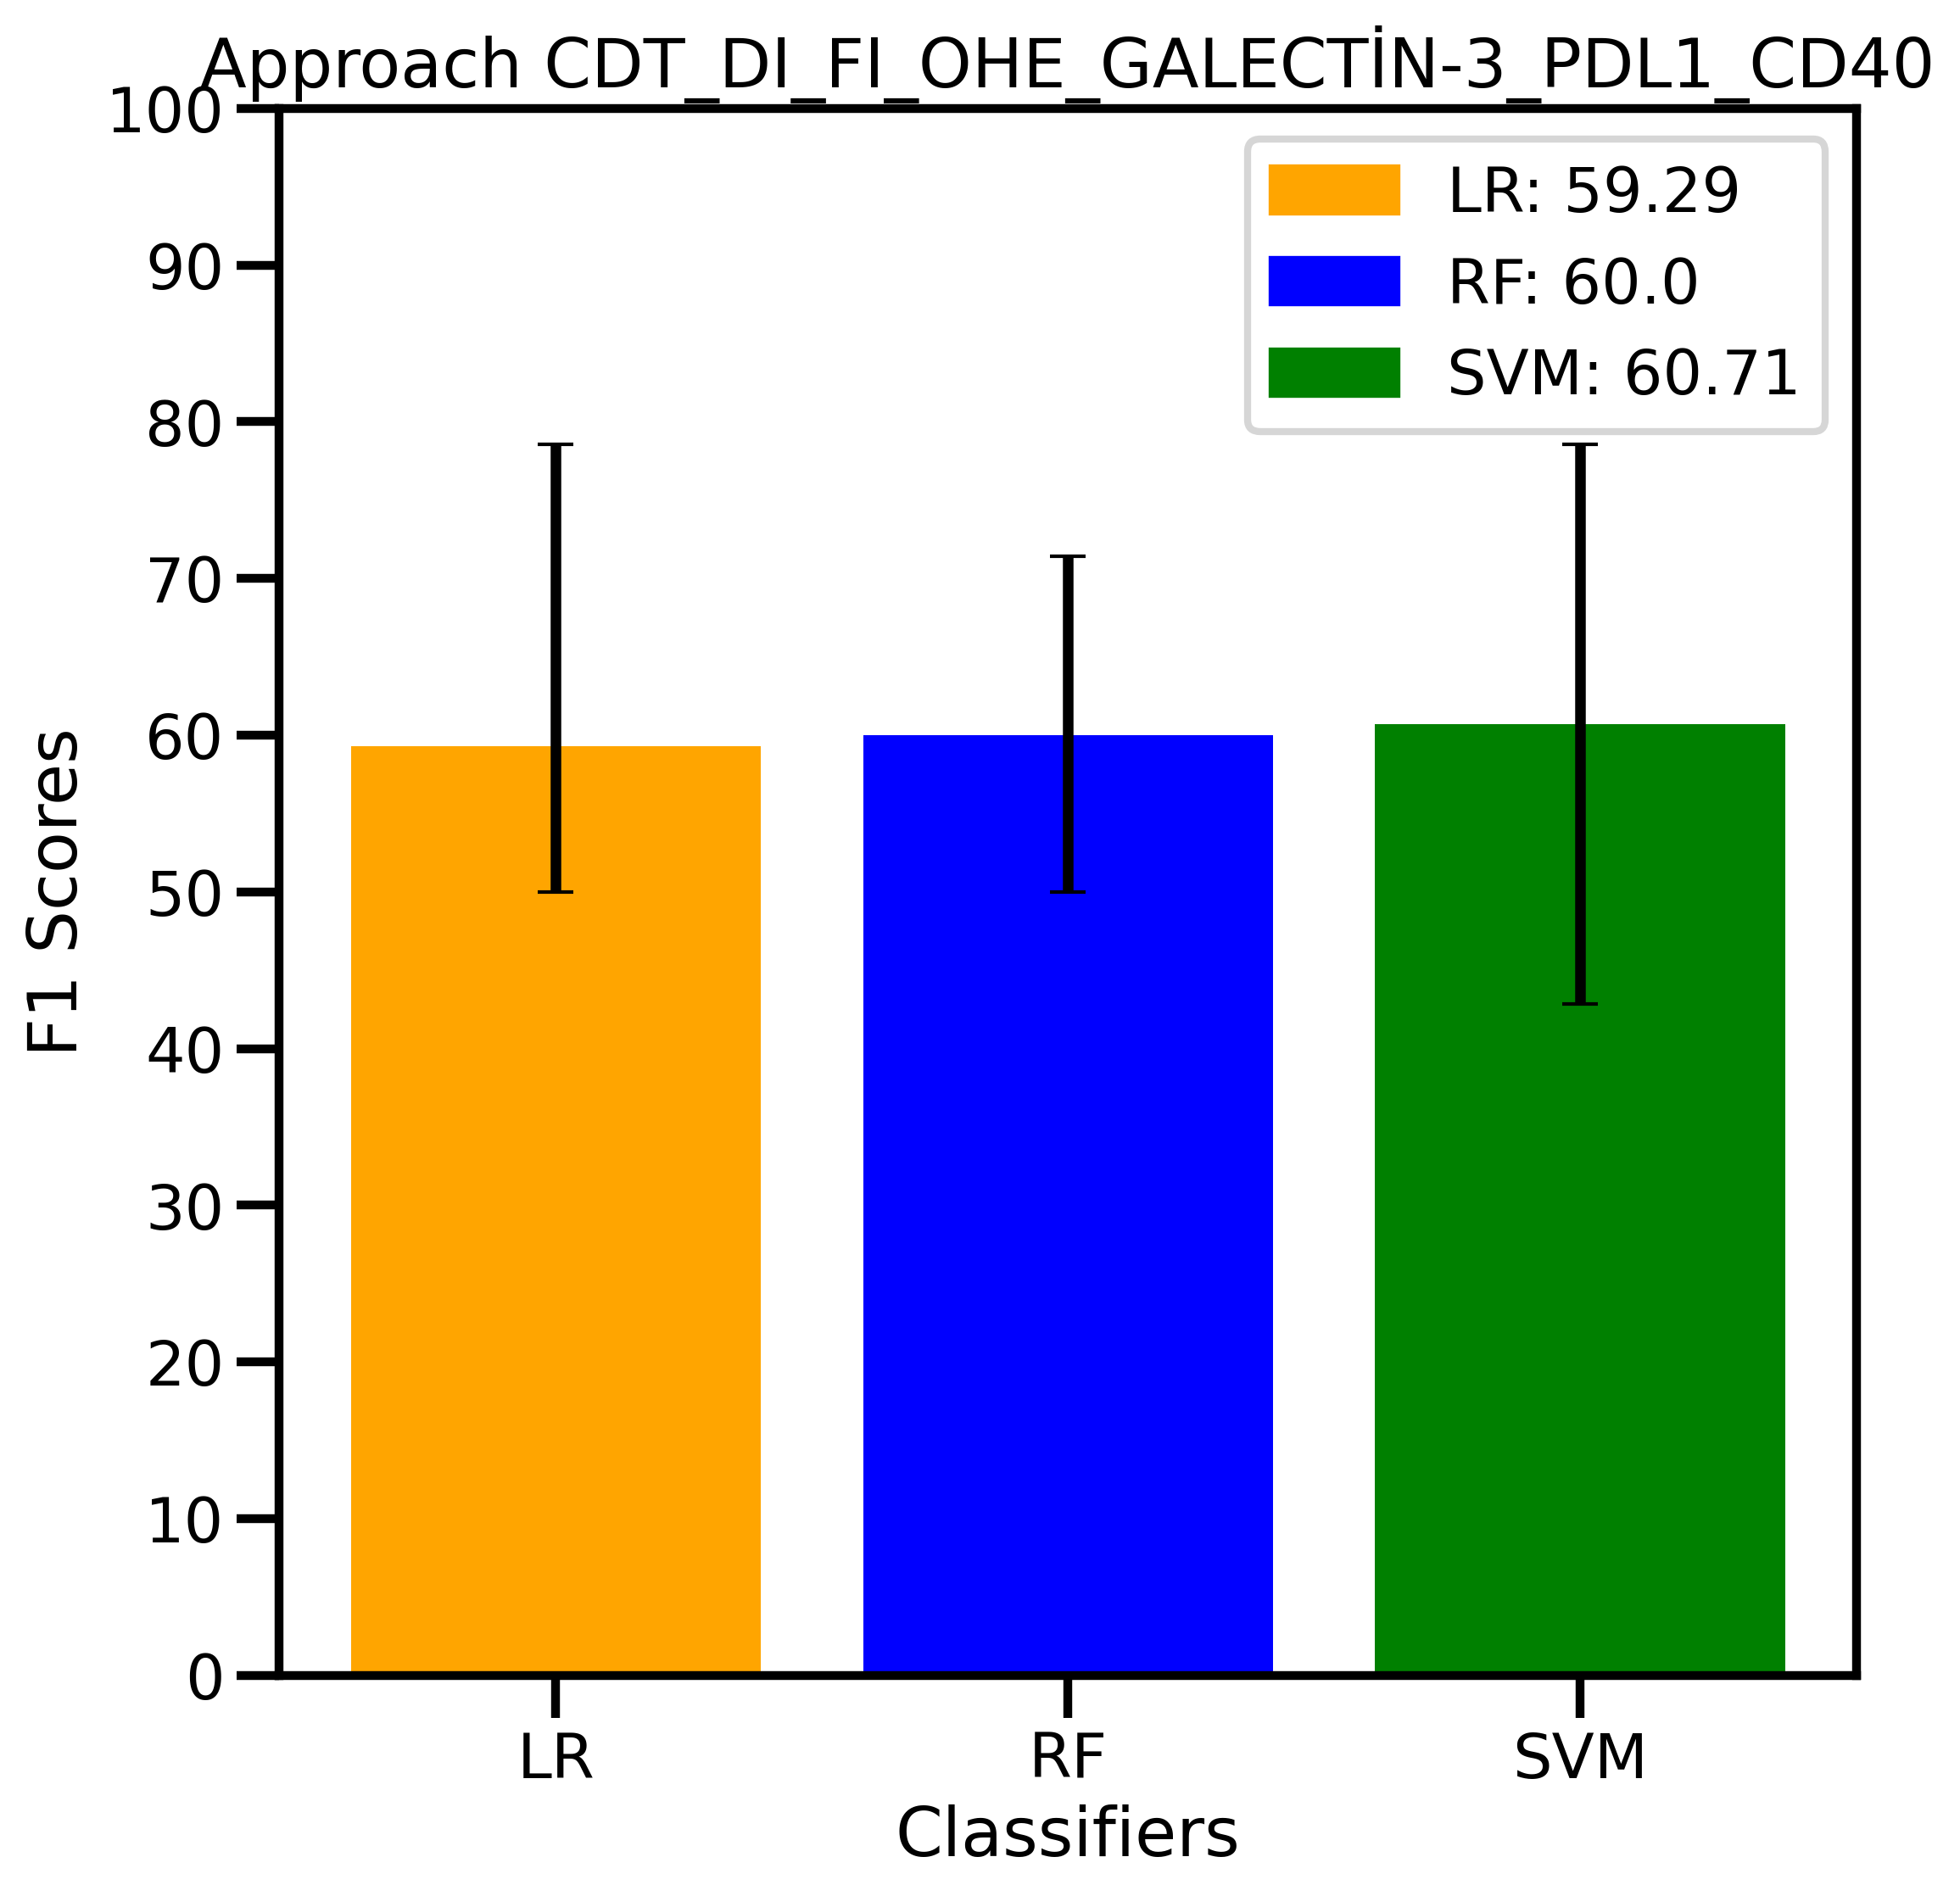 Approach CDT_DI_FI_OHE_GALECTİN-3_PDL1_CD40
100
90
80
70
60
50
40
30
20
10
0
F1 Scores
LR: 59.29
RF: 60.0
SVM: 60.71
LR
RF
SVM
Classifiers